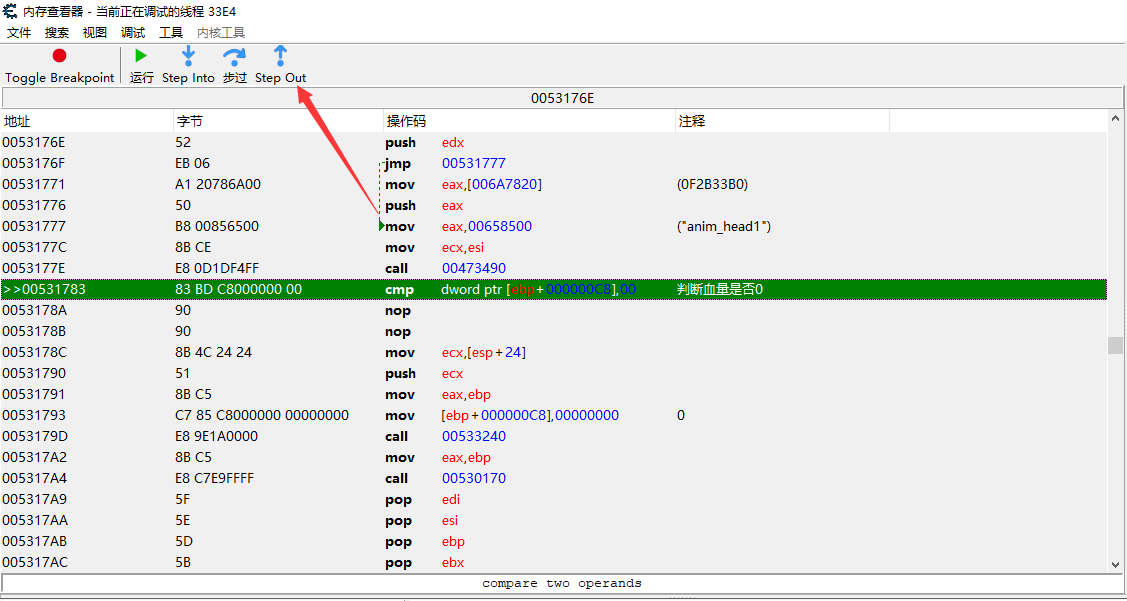 内存查看器 - 当前正在调试的线程 33E4
文件 搜索 视图 调试 工具 内核工具
Toggle Breakpoint 运行 Step Into 步过 Step Out
0053176E
地址 字节 操作码 注释
0053176E 52 push edx
0053176F EB 06 jmp 00531777
00531771 A1 20786A00 mov eax,[006A7820] (0F2B33B0)
00531776 50 push eax
00531777 B8 00856500 mov eax,00658500 ("anim_head1")
0053177C 8B CE mov ecx,esi
0053177E E8 0D1DF4FF call 00473490
>>00531783 83 BD C8000000 00 cmp dword ptr [ebp+000000C8],00 判断血量是否0
0053178A 90 nop
0053178B 90 nop
0053178C 8B 4C 24 24 mov ecx,[esp+24]
00531790 51 push ecx
00531791 8B C5 mov eax,ebp
00531793 C7 85 C8000000 00000000 mov [ebp+000000C8],00000000 0
0053179D E8 9E1A0000 call 00533240
005317A2 8B C5 mov eax,ebp
005317A4 E8 C7E9FFFF call 00530170
005317A9 5F pop edi
005317AA 5E pop esi
005317AB 5D pop ebp
005317AC 5B pop ebx
compare two operands